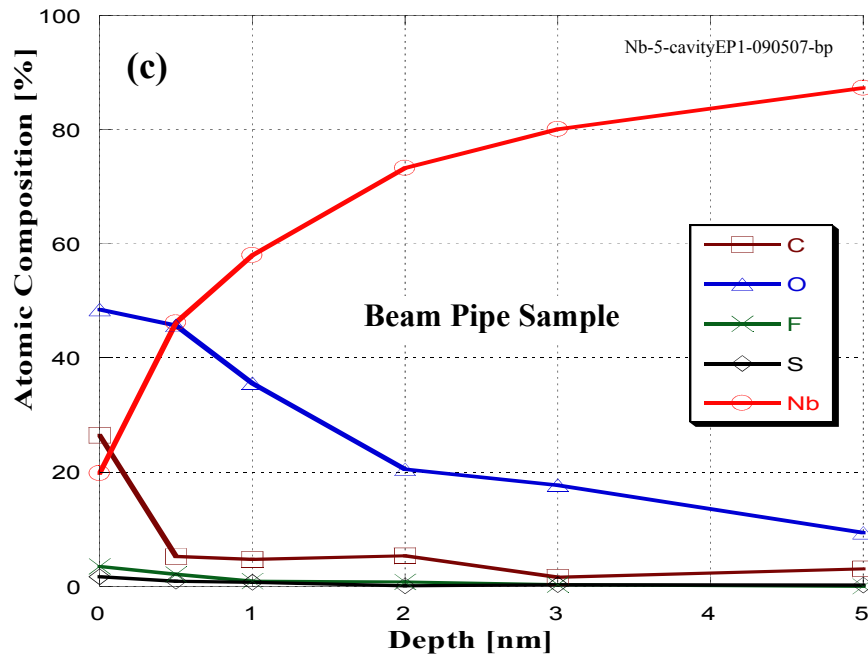 100
80
60
40
20
0
Atomic Composition [%]
(c)
Nb-5-cavityEP1-090507-bp
Beam Pipe Sample
C
O
F
S
Nb
0 1 2 3 4 5
Depth [nm]